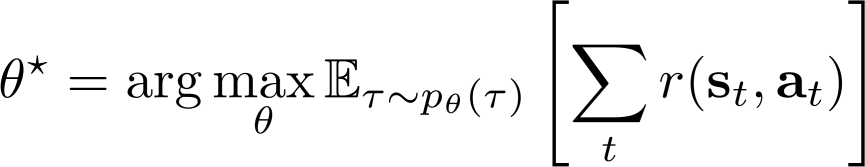 θ⋆ = arg max_θ 𝔼_{τ∼p_θ(τ)} [ ∑_t r(𝐬_t, 𝐚_t) ]